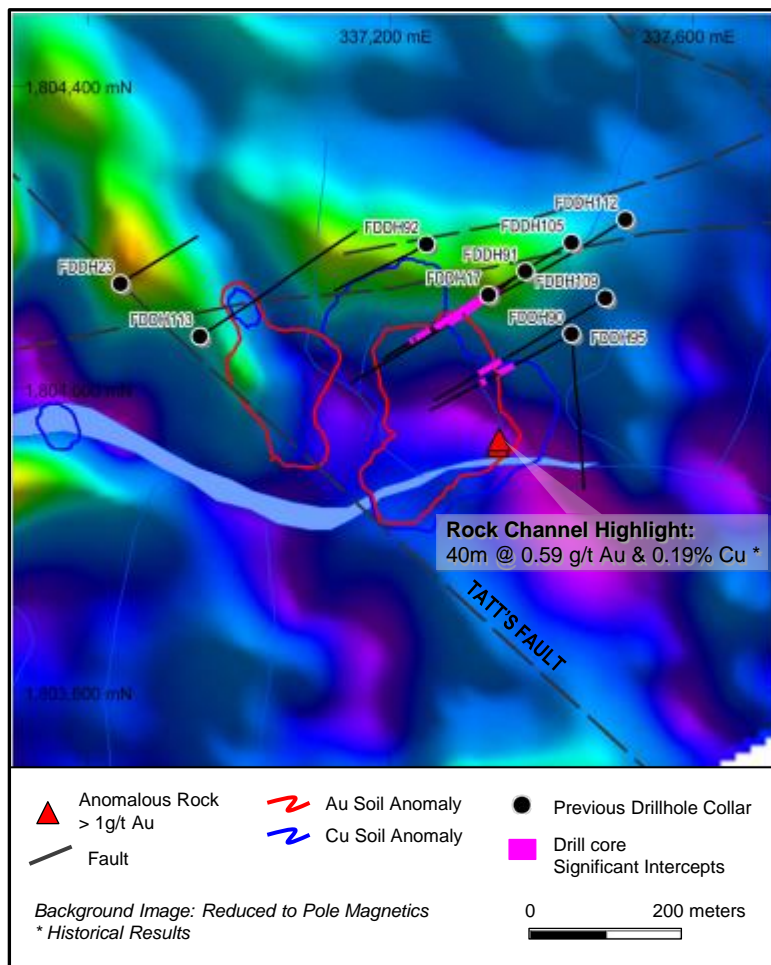 337,200 mE
337,600 mE
1,804,400 mN
FDDH112
FDDH92
FDDH105
FDDH91
FDDH23
FDDH17
FDDH109
FDDH113
FDDH90
FDDH95
1,804,000 mN
Rock Channel Highlight:
40m @ 0.59 g/t Au & 0.19% Cu *
TATT'S FAULT
1,803,600 mN
Anomalous Rock
> 1g/t Au
Fault
Au Soil Anomaly
Cu Soil Anomaly
Previous Drillhole Collar
Drill core
Significant Intercepts
Background Image: Reduced to Pole Magnetics
* Historical Results
0
200 meters